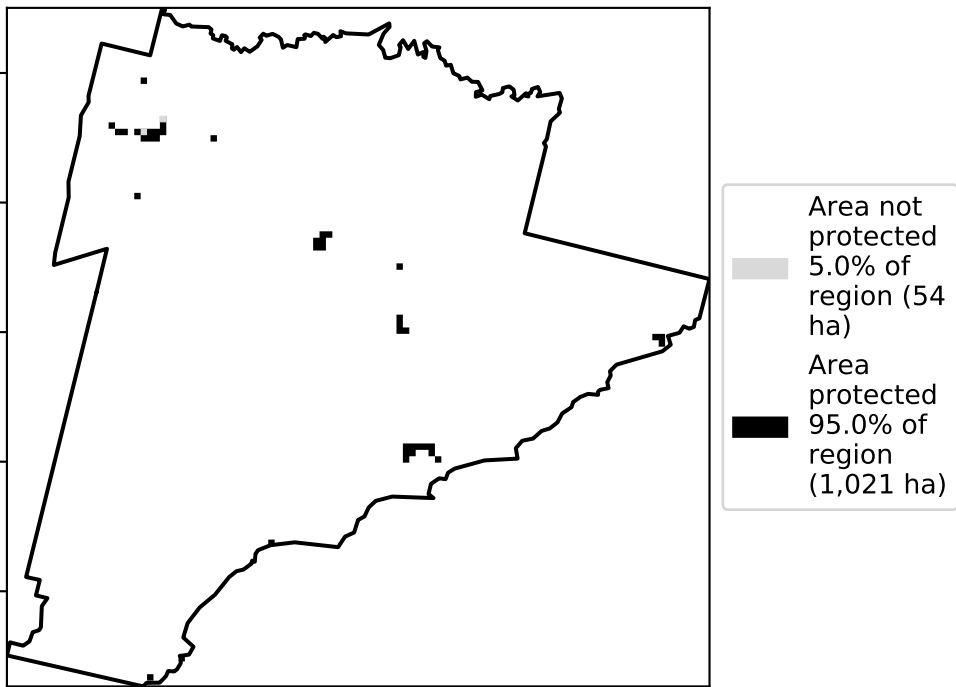 Area not
protected
5.0% of
region (54
ha)
Area
protected
95.0% of
region
(1,021 ha)